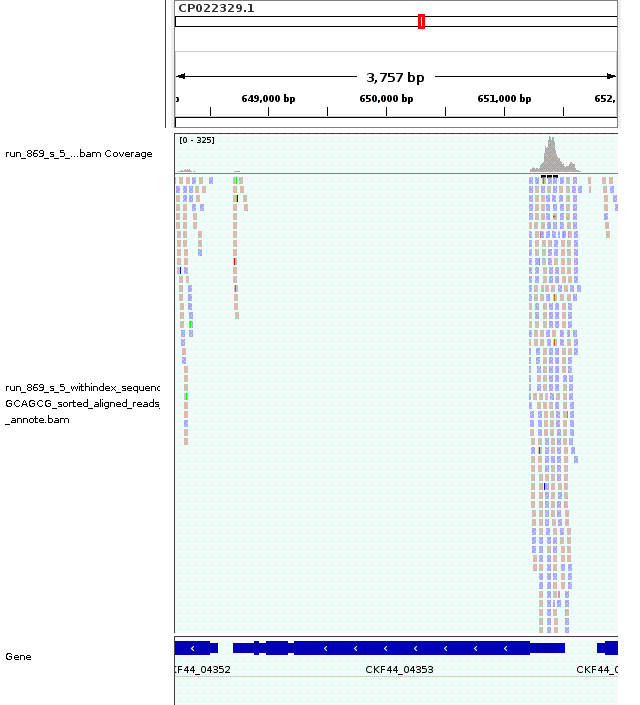 CP022329.1
3,757 bp
649,000 bp 650,000 bp 651,000 bp 652,
[0 - 325]
run_869_s_5_...bam Coverage
run_869_s_5_withindex_sequenc
GCAGCG_sorted_aligned_reads_
_annote.bam
Gene
CKF44_04352 CKF44_04353 CKF44_0